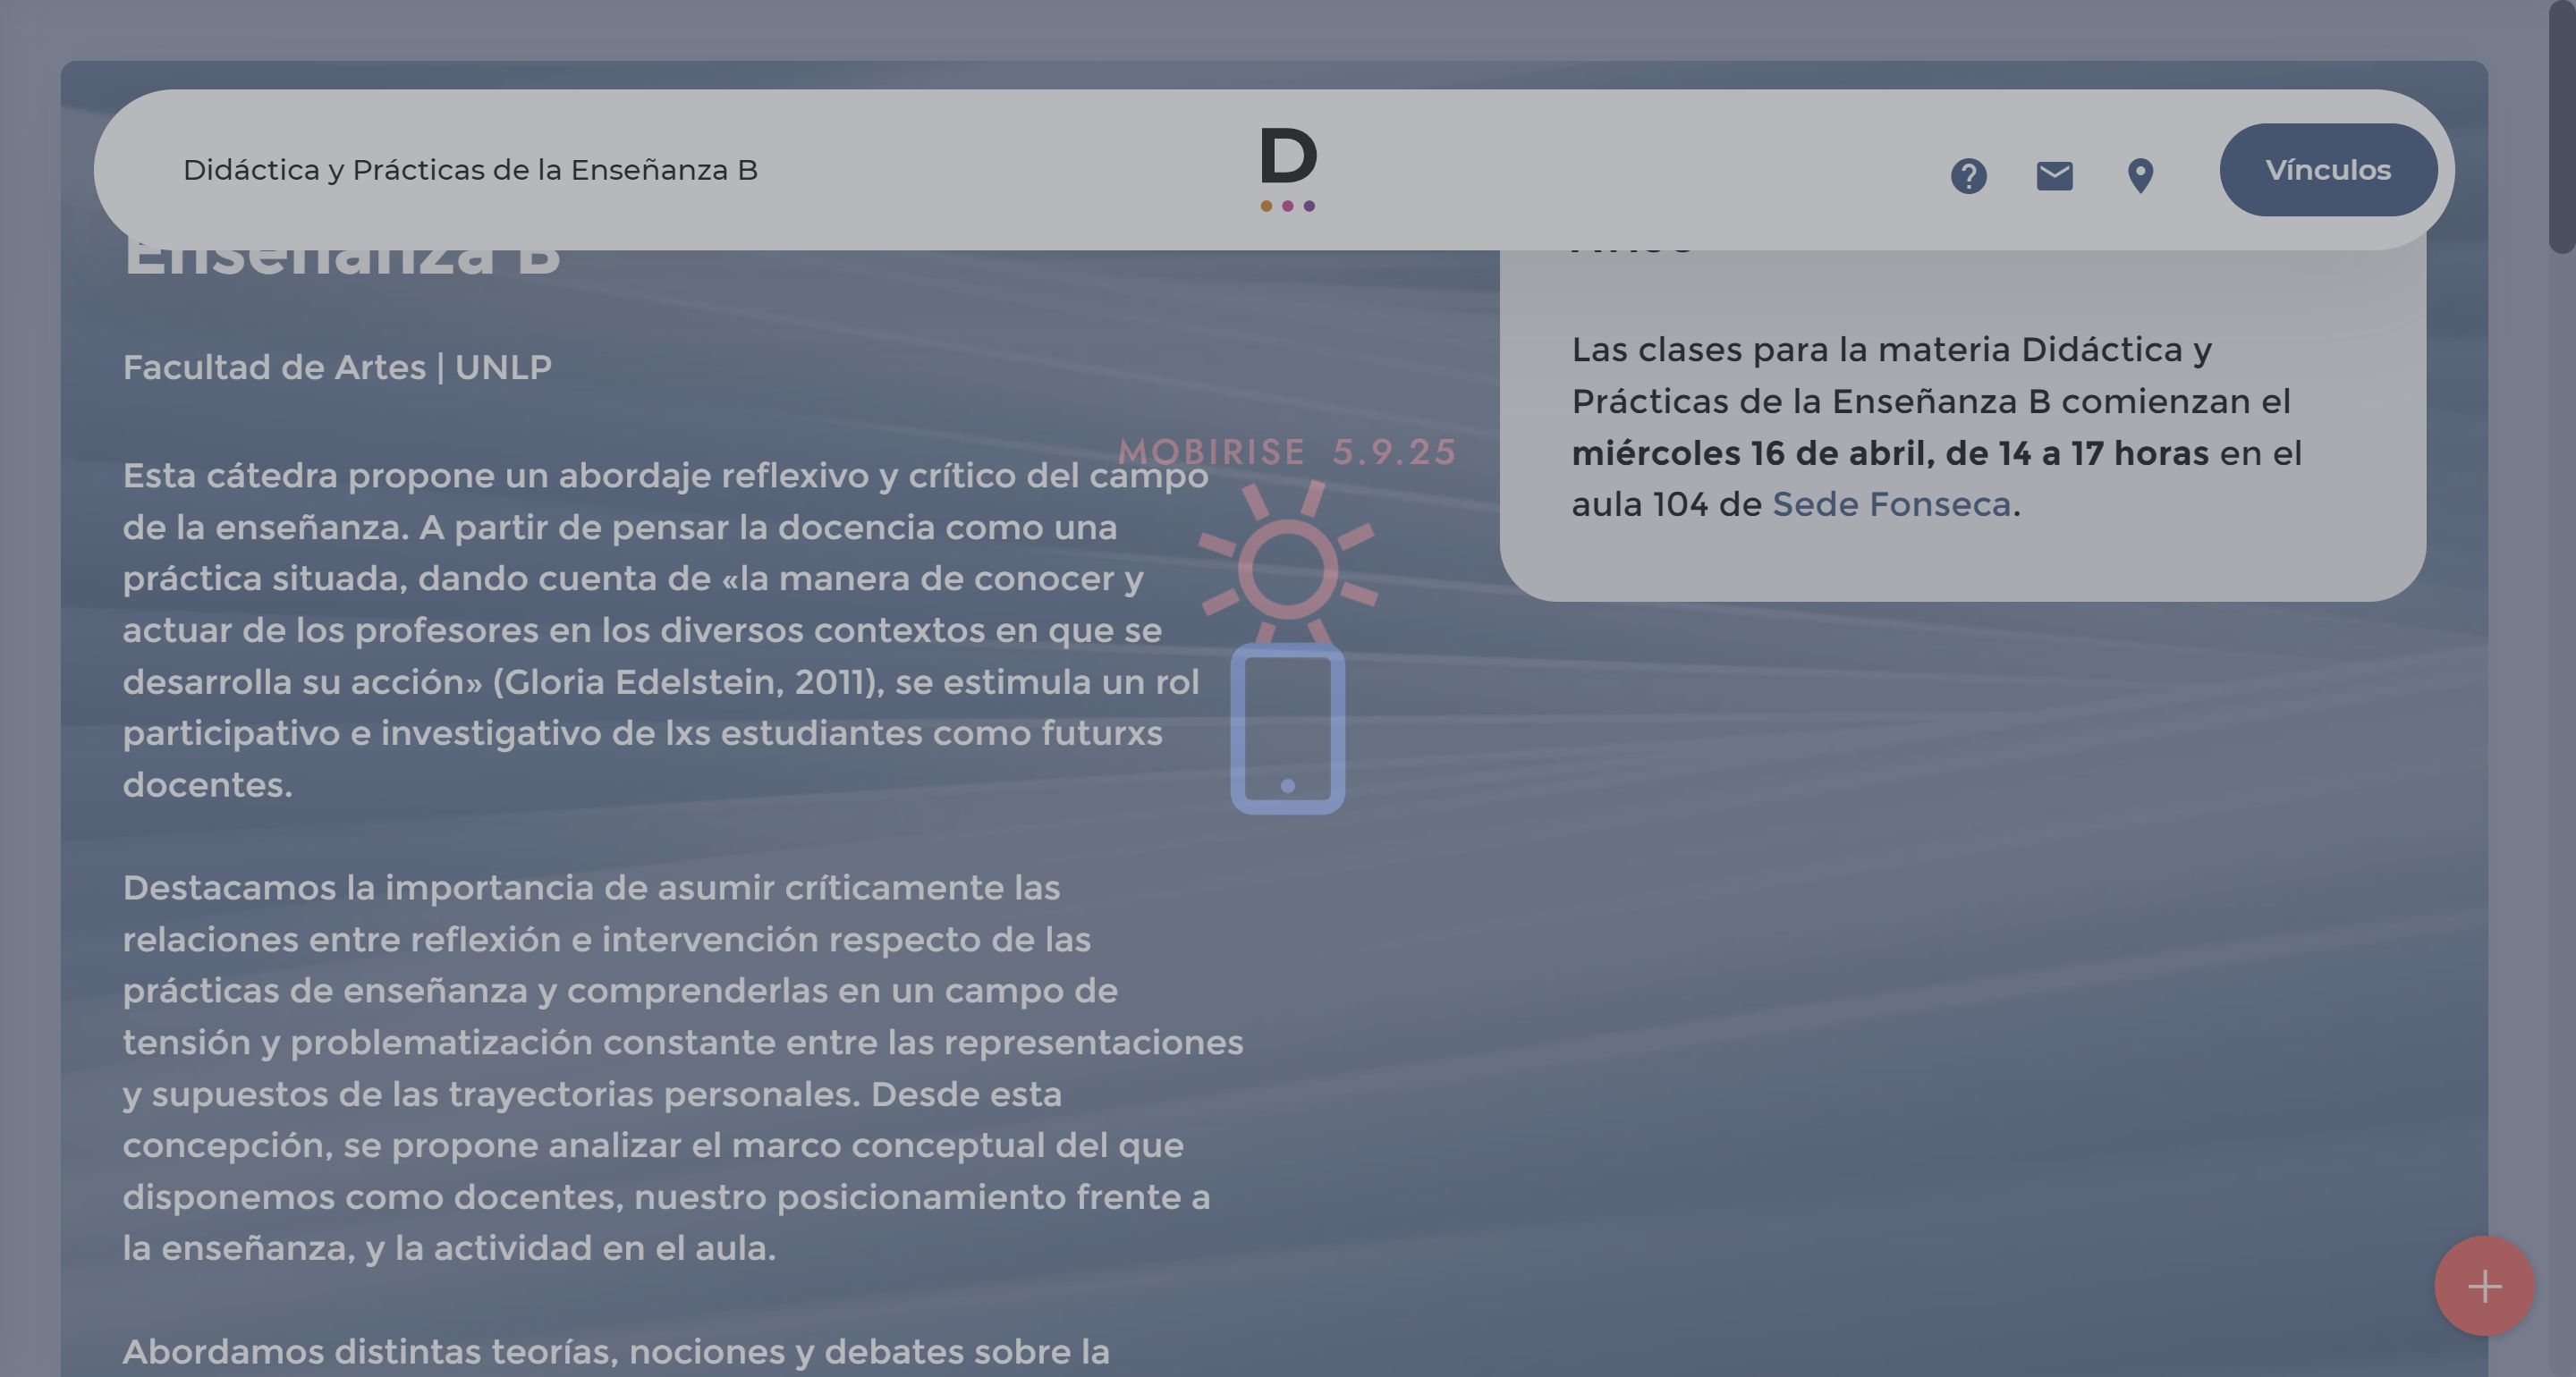 Didáctica y Prácticas de la Enseñanza B
D
Vínculos
Enseñanza B
Facultad de Artes | UNLP
Esta cátedra propone un abordaje reflexivo y crítico del campo
de la enseñanza. A partir de pensar la docencia como una
práctica situada, dando cuenta de «la manera de conocer y
actuar de los profesores en los diversos contextos en que se
desarrolla su acción» (Gloria Edelstein, 2011), se estimula un rol
participativo e investigativo de lxs estudiantes como futurxs
docentes.
Destacamos la importancia de asumir críticamente las
relaciones entre reflexión e intervención respecto de las
prácticas de enseñanza y comprenderlas en un campo de
tensión y problematización constante entre las representaciones
y supuestos de las trayectorias personales. Desde esta
concepción, se propone analizar el marco conceptual del que
disponemos como docentes, nuestro posicionamiento frente a
la enseñanza, y la actividad en el aula.
Abordamos distintas teorías, nociones y debates sobre la
MOBIRISE 5.9.25
Las clases para la materia Didáctica y
Prácticas de la Enseñanza B comienzan el
miércoles 16 de abril, de 14 a 17 horas en el
aula 104 de Sede Fonseca.